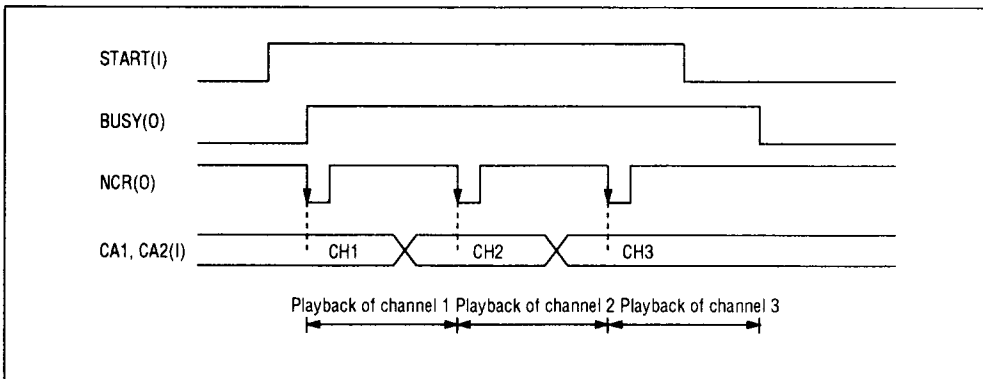 START(I)
BUSY(O)
NCR(O)
CA1, CA2(I) CH1 CH2 CH3
Playback of channel 1 Playback of channel 2 Playback of channel 3